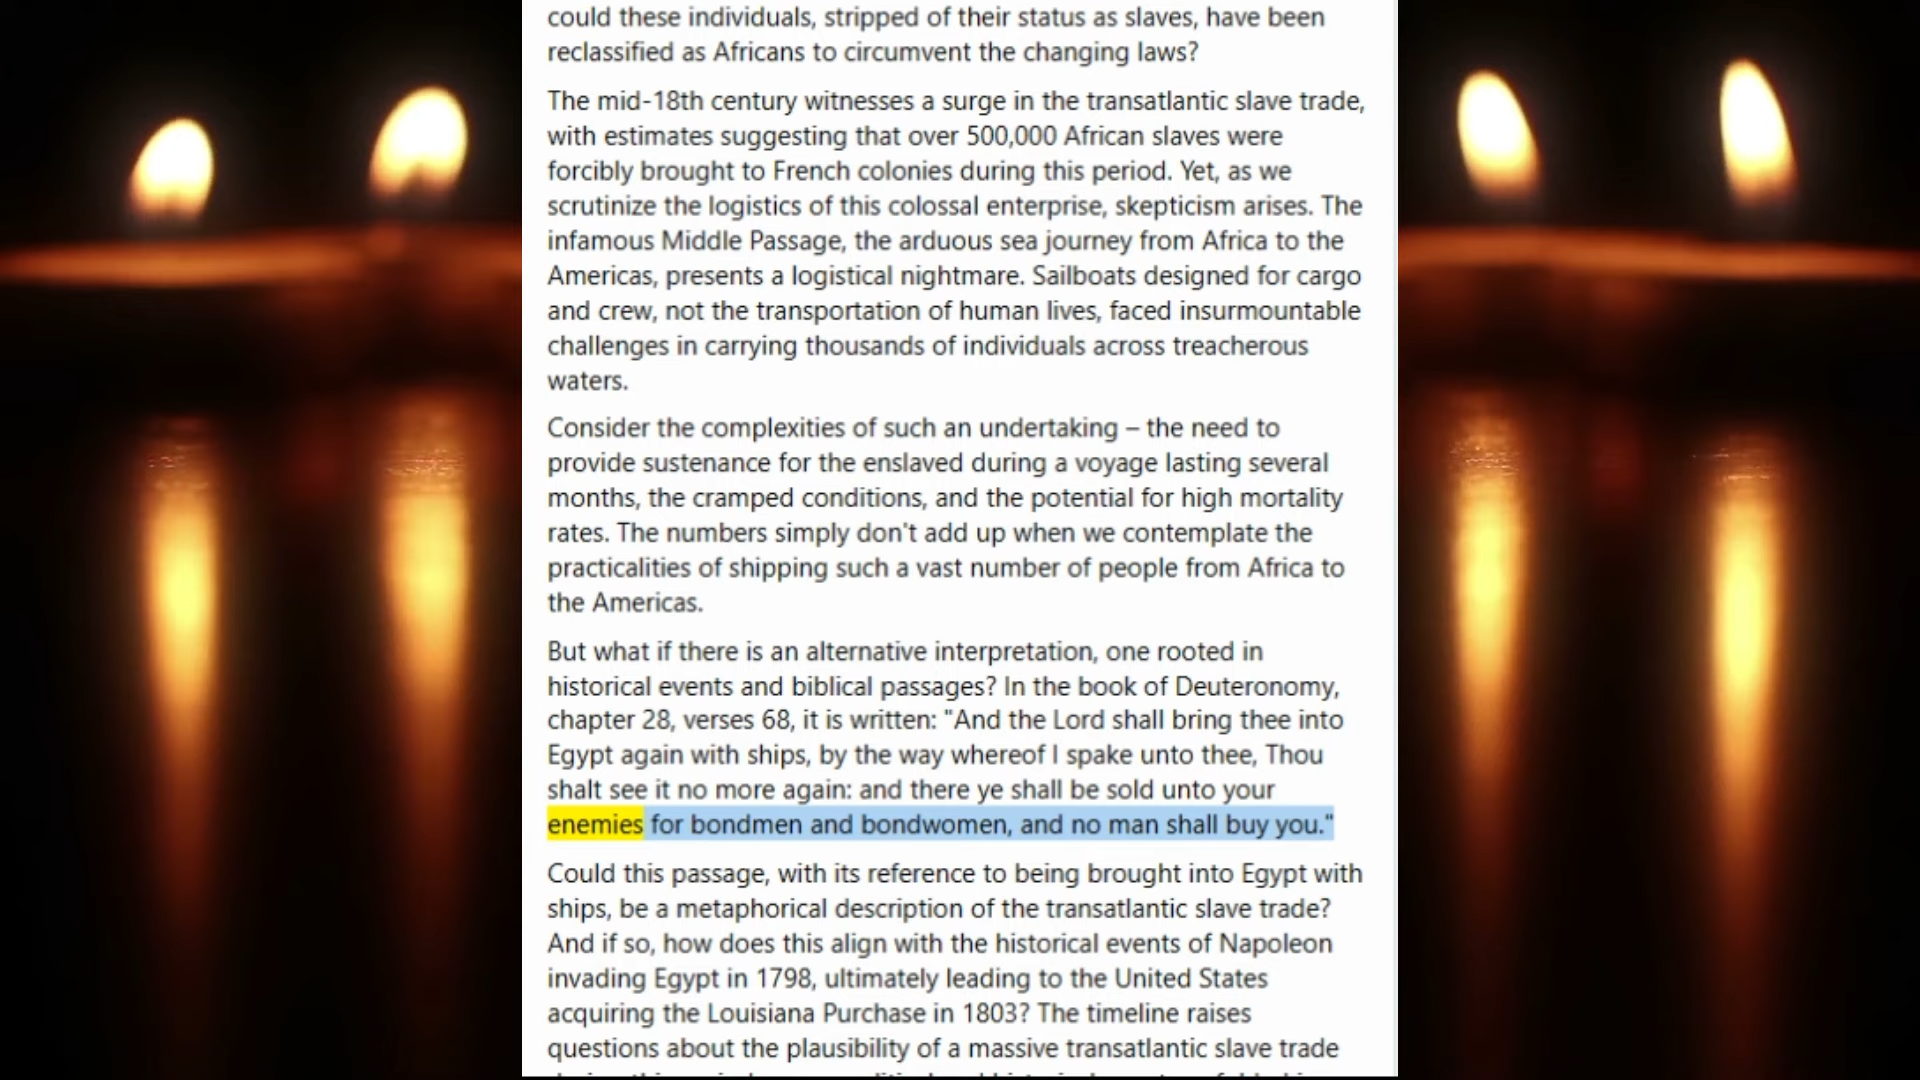 could these individuals, stripped of their status as slaves, have been
reclassified as Africans to circumvent the changing laws?
The mid-18th century witnesses a surge in the transatlantic slave trade,
with estimates suggesting that over 500,000 African slaves were
forcibly brought to French colonies during this period. Yet, as we
scrutinize the logistics of this colossal enterprise, skepticism arises. The
infamous Middle Passage, the arduous sea journey from Africa to the
Americas, presents a logistical nightmare. Sailboats designed for cargo
and crew, not the transportation of human lives, faced insurmountable
challenges in carrying thousands of individuals across treacherous
waters.
Consider the complexities of such an undertaking – the need to
provide sustenance for the enslaved during a voyage lasting several
months, the cramped conditions, and the potential for high mortality
rates. The numbers simply don't add up when we contemplate the
practicalities of shipping such a vast number of people from Africa to
the Americas.
But what if there is an alternative interpretation, one rooted in
historical events and biblical passages? In the book of Deuteronomy,
chapter 28, verses 68, it is written: "And the Lord shall bring thee into
Egypt again with ships, by the way whereof I spake unto thee, Thou
shalt see it no more again: and there ye shall be sold unto your
enemies for bondmen and bondwomen, and no man shall buy you."
Could this passage, with its reference to being brought into Egypt with
ships, be a metaphorical description of the transatlantic slave trade?
And if so, how does this align with the historical events of Napoleon
invading Egypt in 1798, ultimately leading to the United States
acquiring the Louisiana Purchase in 1803? The timeline raises
questions about the plausibility of a massive transatlantic slave trade